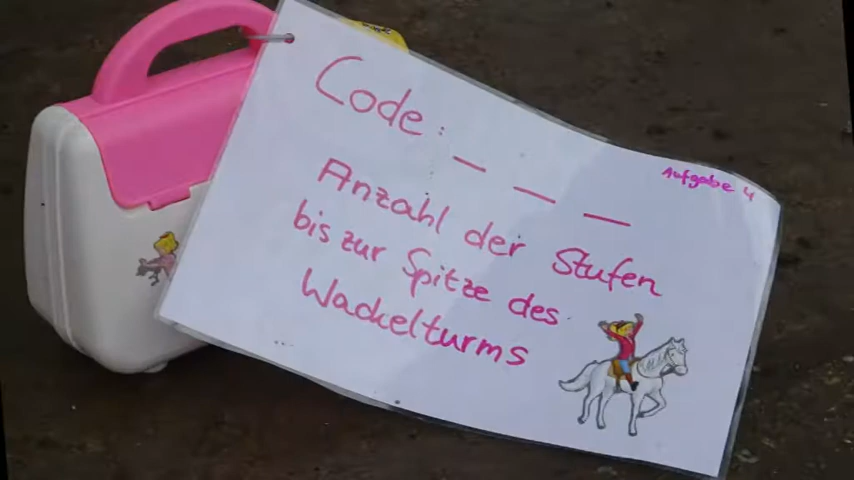 Aufgabe 4
Code: _ _ _
Anzahl der Stufen
bis zur Spitze des
Wackelturms